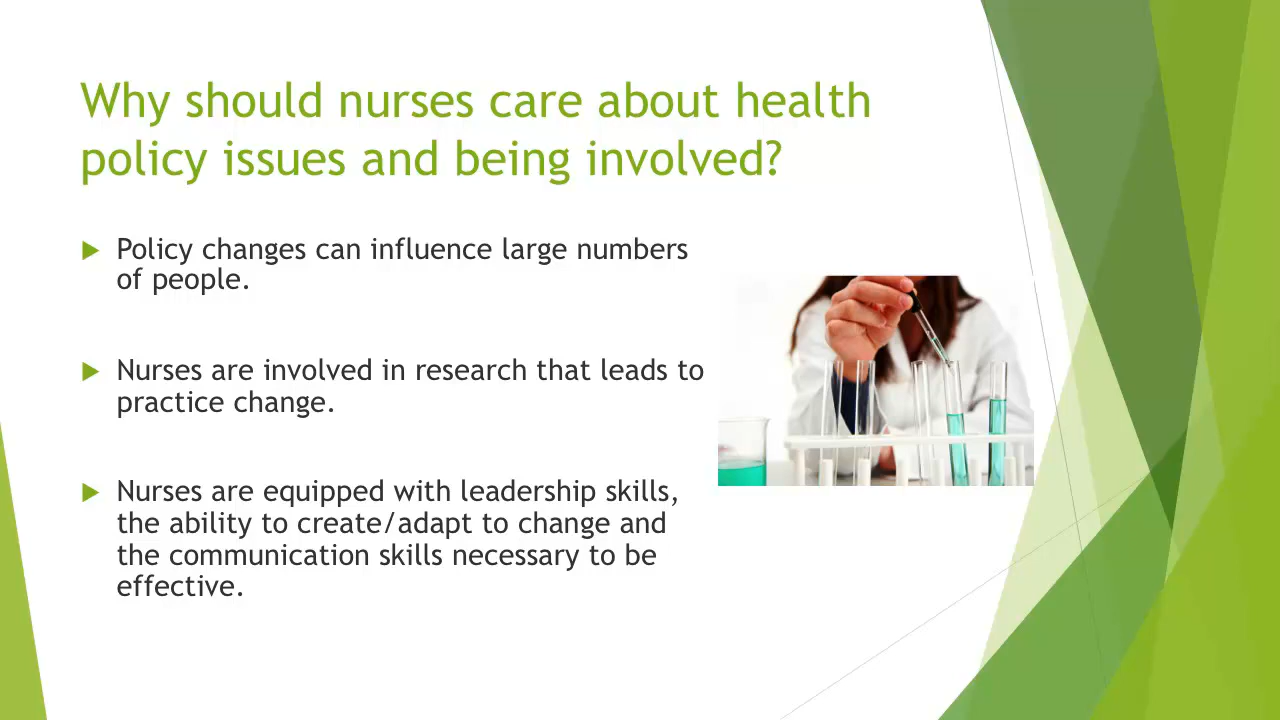 Why should nurses care about health
policy issues and being involved?
Policy changes can influence large numbers
of people.
Nurses are involved in research that leads to
practice change.
Nurses are equipped with leadership skills,
the ability to create/adapt to change and
the communication skills necessary to be
effective.